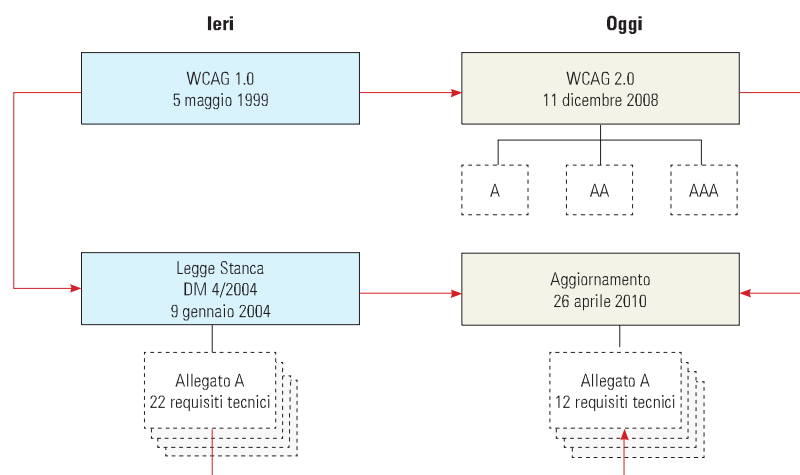 Ieri
Oggi
WCAG 1.0
5 maggio 1999
WCAG 2.0
11 dicembre 2008
A
AA
AAA
Legge Stanca
DM 4/2004
9 gennaio 2004
Aggiornamento
26 aprile 2010
Allegato A
22 requisiti tecnici
Allegato A
12 requisiti tecnici